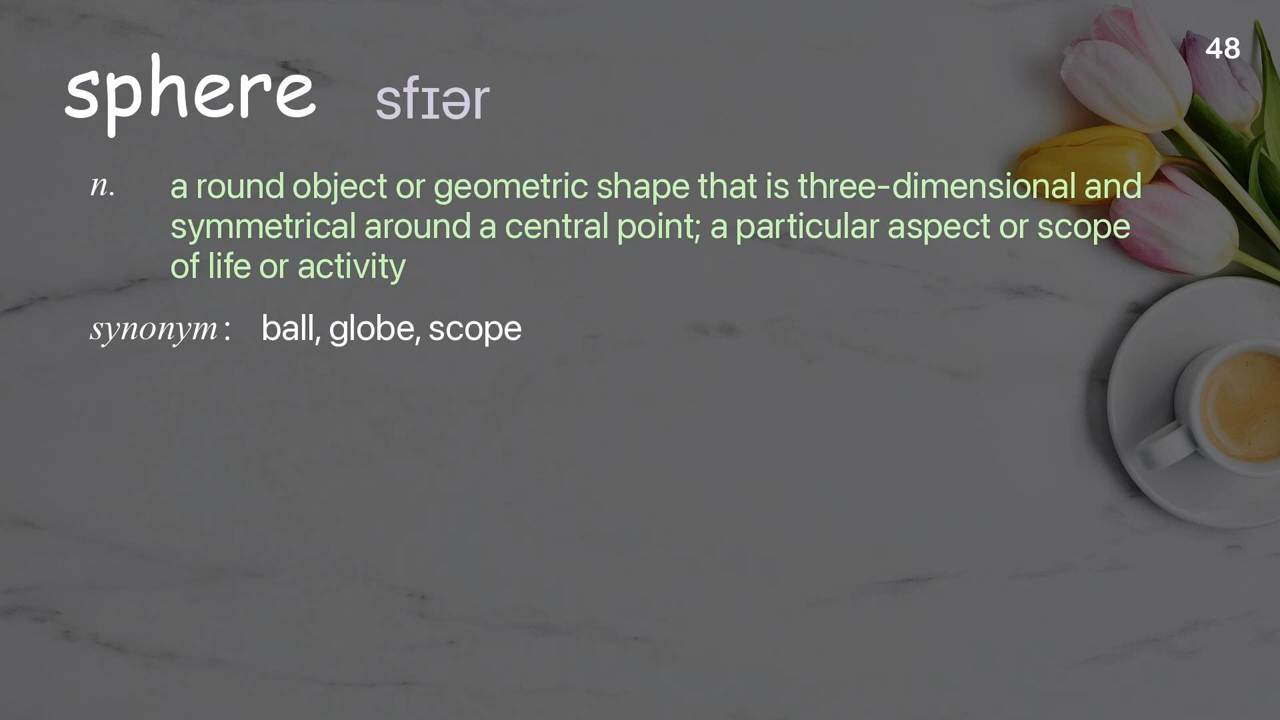 48
sphere sfɪər
n. a round object or geometric shape that is three-dimensional and
symmetrical around a central point; a particular aspect or scope
of life or activity
synonym: ball, globe, scope